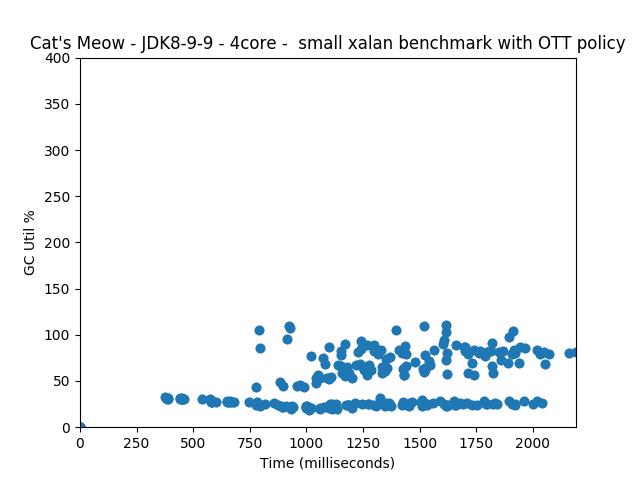 Cat's Meow - JDK8-9-9 - 4core -  small xalan benchmark with OTT policy
400
350
300
250
200
150
100
50
0
GC Util %
0 250 500 750 1000 1250 1500 1750 2000
Time (milliseconds)